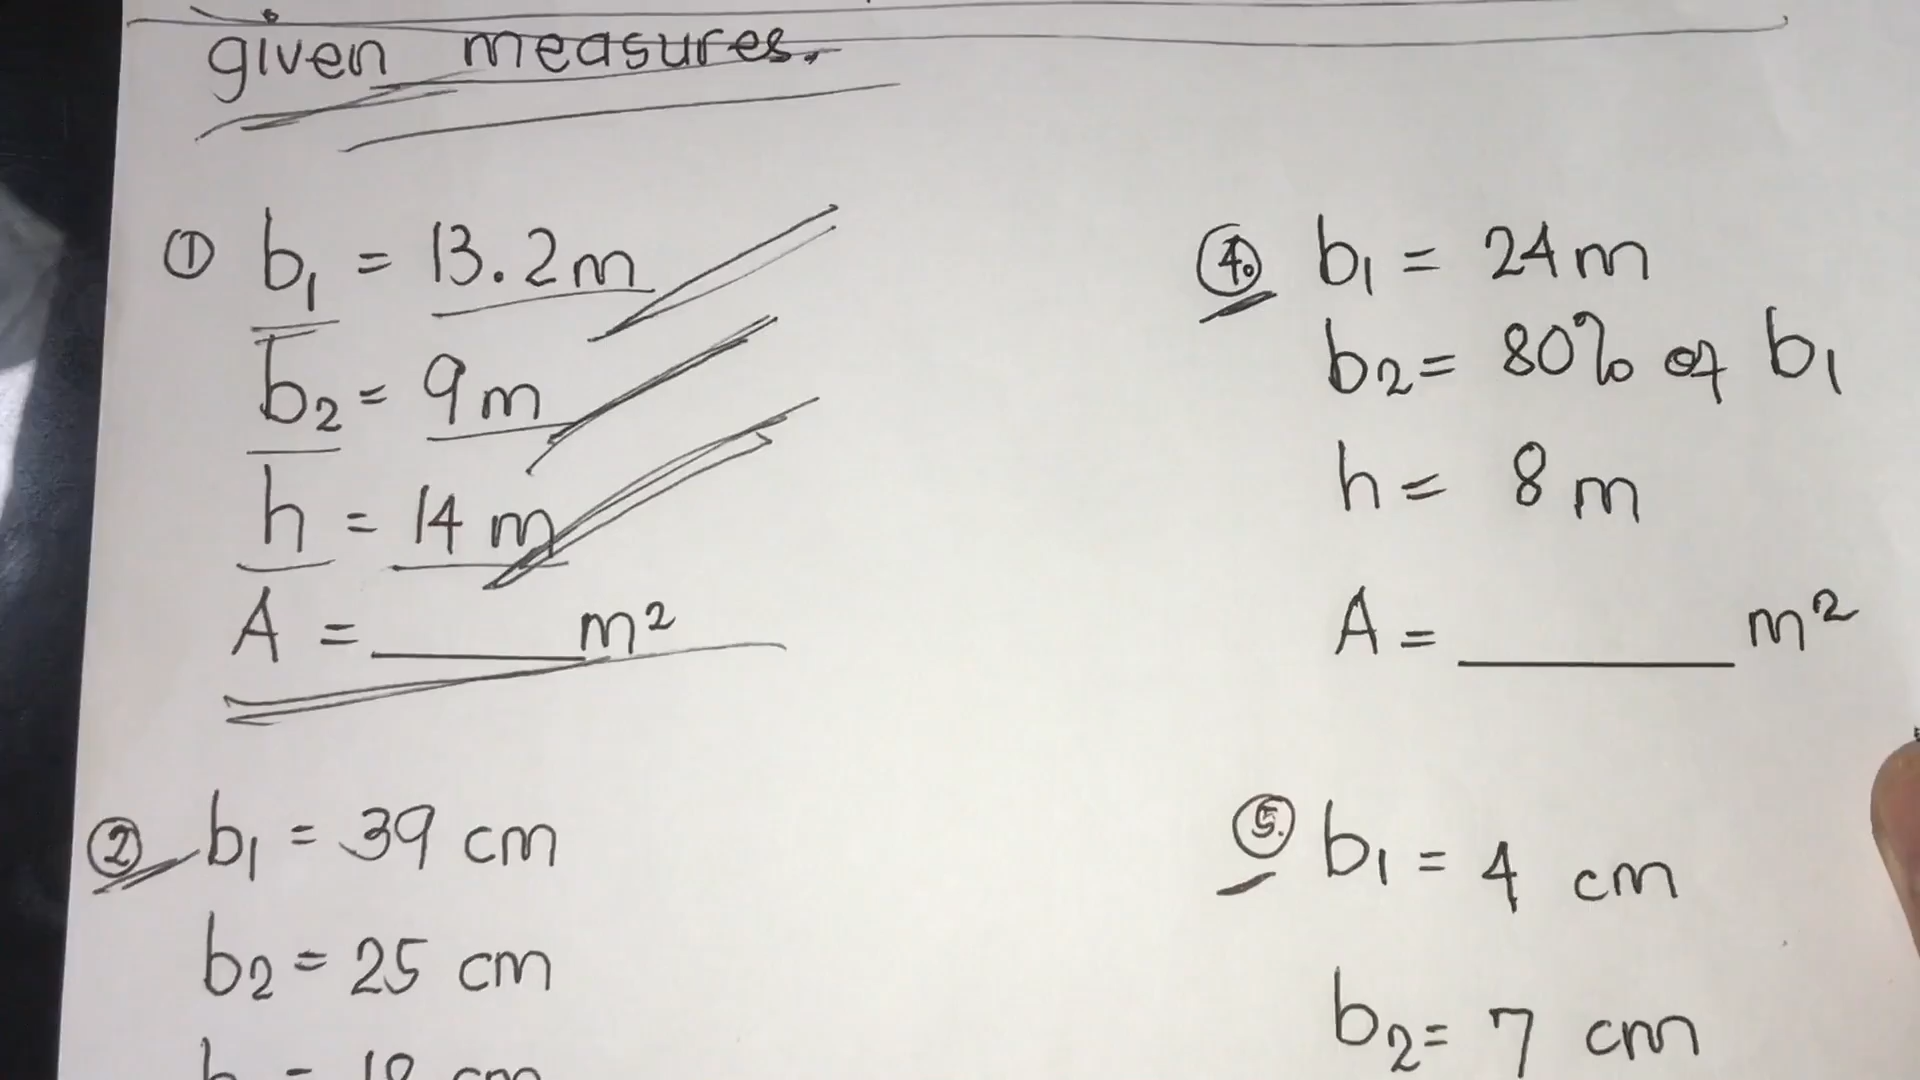 given measures.
① b₁ = 13.2m
b₂ = 9m
h = 14 m
A = ______ m²
② b₁ = 39 cm
b₂ = 25 cm
④. b₁ = 24m
b₂ = 80% of b₁
h = 8 m
A = ______ m²
⑤. b₁ = 4 cm
b₂ = 7 cm